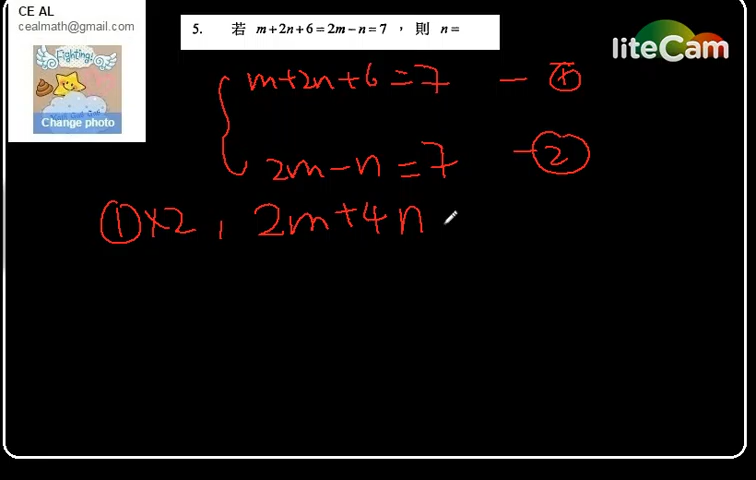 CE AL
cealmath@gmail.com
Fighting!
Change photo
5. 若 m+2n+6=2m−n=7 , 則 n=
liteCam
m+2n+6=7 — ①
2m−n=7 —②
①×2 , 2m+4n